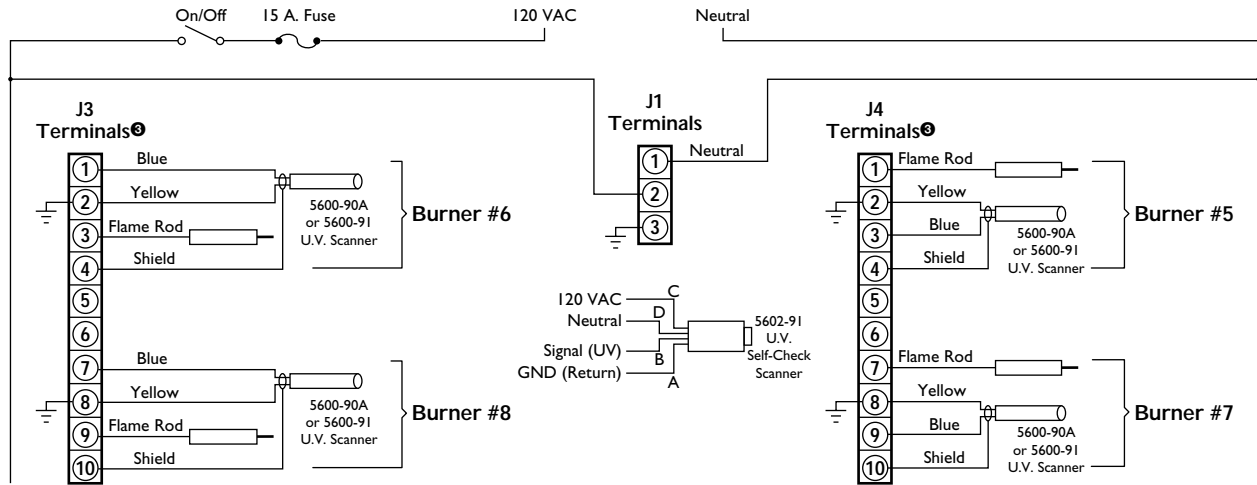 On/Off 15 A. Fuse 120 VAC Neutral
J3
Terminals❸
1 Blue
2 Yellow
3 Flame Rod
4 Shield
5
6
7 Blue
8 Yellow
9 Flame Rod
10 Shield
5600-90A
or 5600-91
U.V. Scanner
Burner #6
5600-90A
or 5600-91
U.V. Scanner
Burner #8
J1
Terminals
1 Neutral
2
3
120 VAC C
Neutral D
Signal (UV) B
GND (Return) A
5602-91
U.V.
Self-Check
Scanner
J4
Terminals❸
1 Flame Rod
2 Yellow
3 Blue
4 Shield
5
6
7 Flame Rod
8 Yellow
9 Blue
10 Shield
5600-90A
or 5600-91
U.V. Scanner
Burner #5
5600-90A
or 5600-91
U.V. Scanner
Burner #7